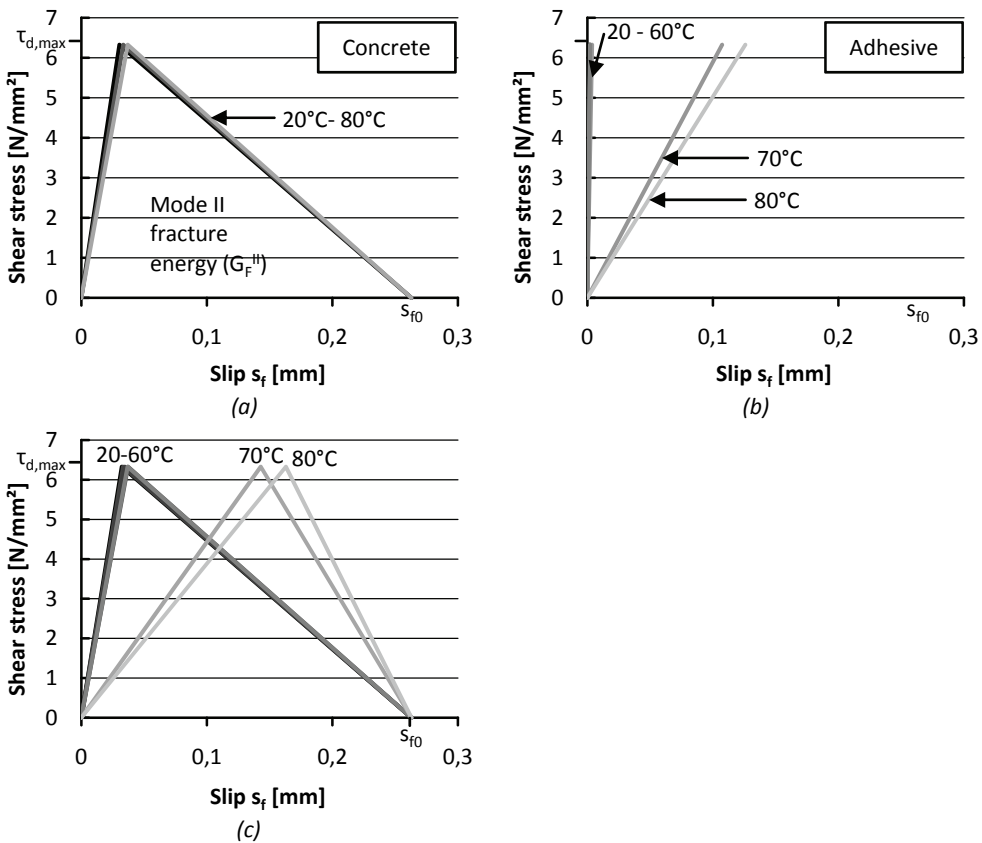 7
τd,max
6
5
4
3
2
1
0
Shear stress [N/mm²]
Concrete
20°C- 80°C
Mode II
fracture
energy (GFII)
sf0
0 0,1 0,2 0,3
Slip sf [mm]
(a)
7
6
5
4
3
2
1
0
Shear stress [N/mm²]
20 - 60°C
Adhesive
70°C
80°C
sf0
0 0,1 0,2 0,3
Slip sf [mm]
(b)
7
τd,max
6
5
4
3
2
1
0
Shear stress [N/mm²]
20-60°C 70°C 80°C
sf0
0 0,1 0,2 0,3
Slip sf [mm]
(c)